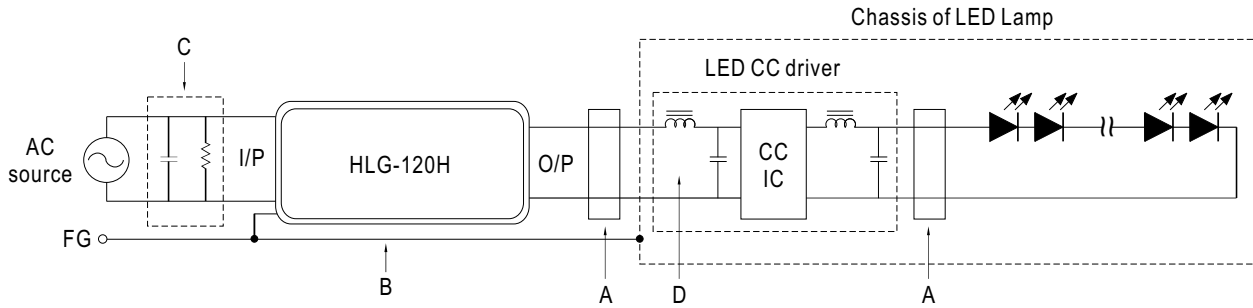 Chassis of LED Lamp
C
LED CC driver
AC
source
I/P
HLG-120H
O/P
CC
IC
FG
B
A
D
A